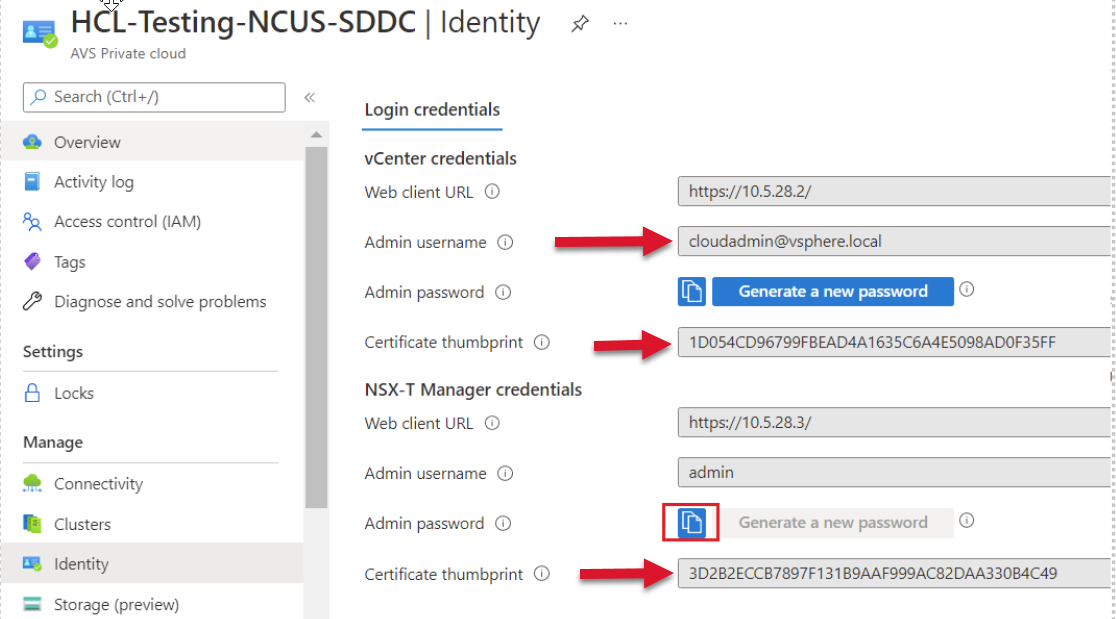 HCL-Testing-NCUS-SDDC | Identity ...
AVS Private cloud
Search (Ctrl+/)
«
Overview
Activity log
Access control (IAM)
Tags
Diagnose and solve problems
Settings
Locks
Manage
Connectivity
Clusters
Identity
Storage (preview)
Login credentials
vCenter credentials
Web client URL https://10.5.28.2/
Admin username cloudadmin@vsphere.local
Admin password Generate a new password
Certificate thumbprint 1D054CD96799FBEAD4A1635C6A4E5098AD0F35FF
NSX-T Manager credentials
Web client URL https://10.5.28.3/
Admin username admin
Admin password Generate a new password
Certificate thumbprint 3D2B2ECCB7897F131B9AAF999AC82DAA330B4C49